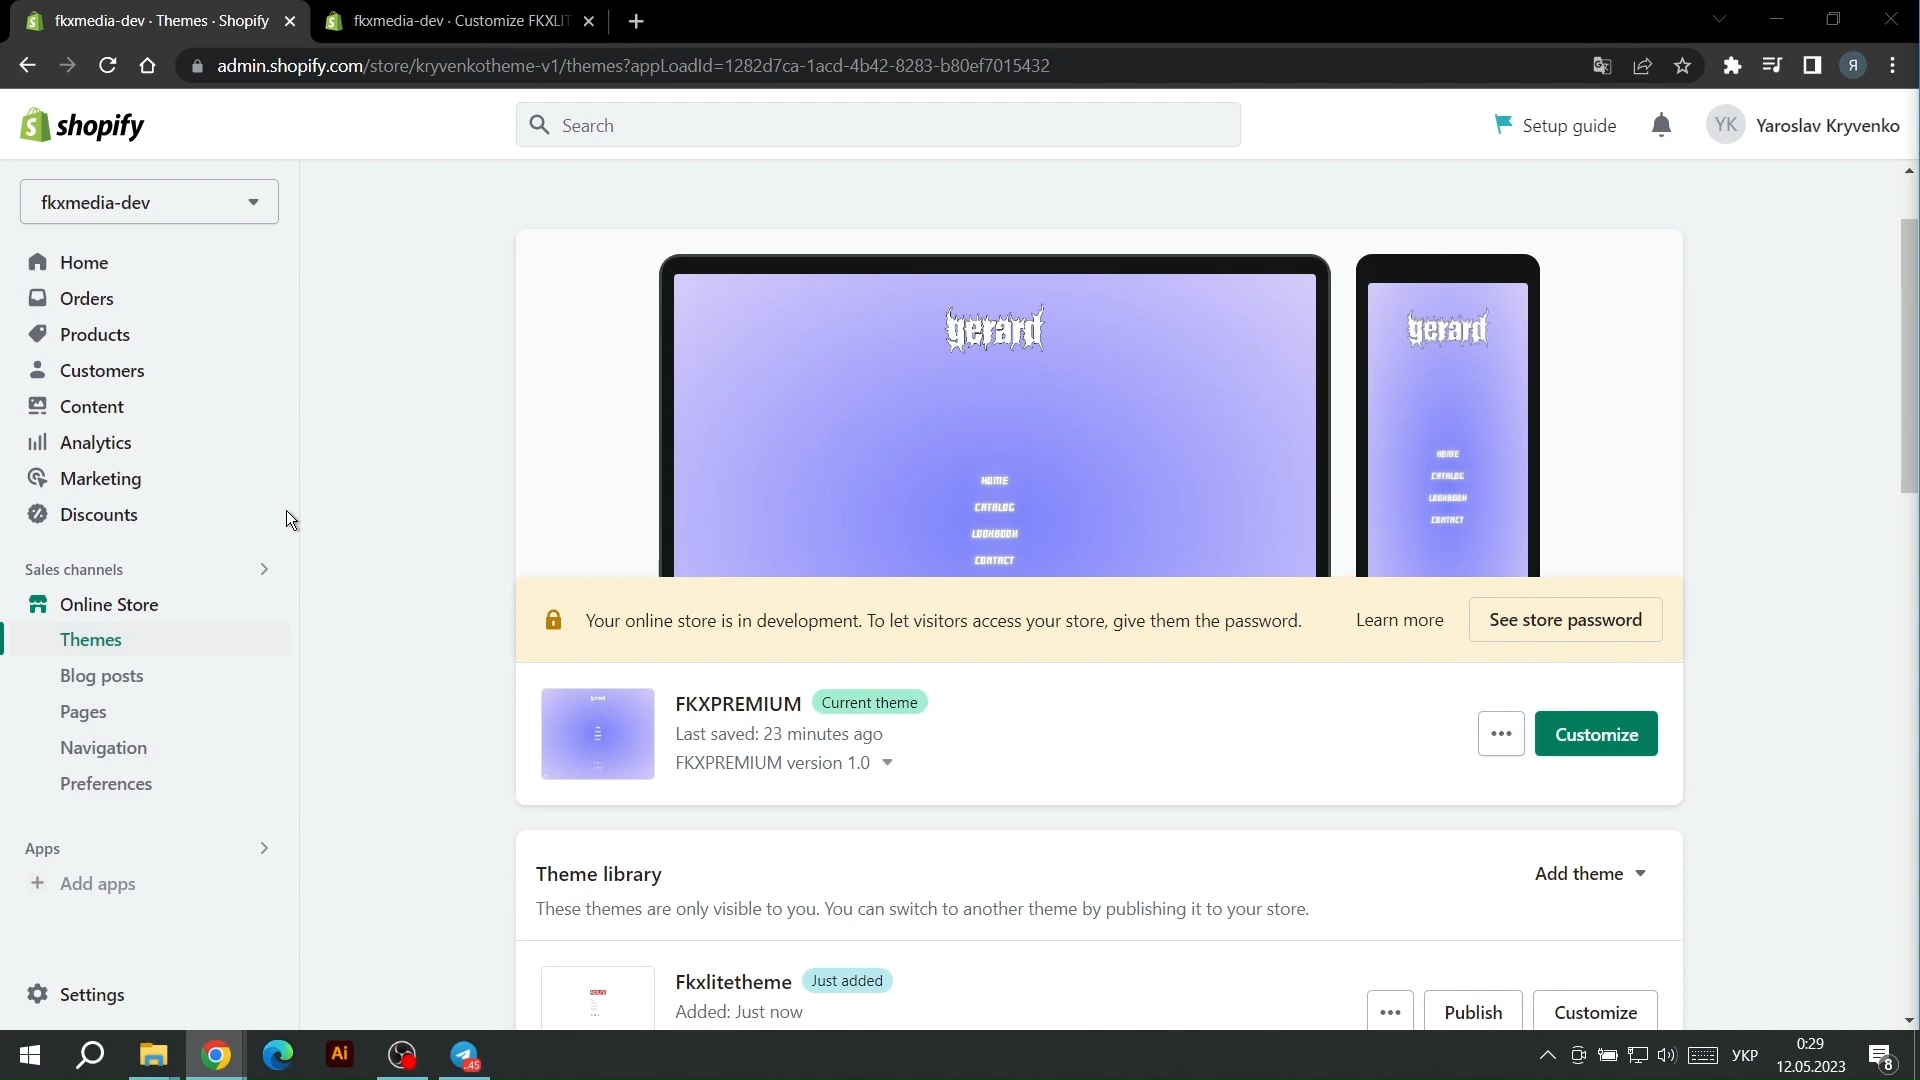 fkxmedia-dev · Themes · Shopify
fkxmedia-dev · Customize FKXLIT
admin.shopify.com/store/kryvenkotheme-v1/themes?appLoadId=1282d7ca-1acd-4b42-8283-b80ef7015432
Я
shopify
Search
Setup guide
YK
Yaroslav Kryvenko
fkxmedia-dev
Home
Orders
Products
Customers
Content
Analytics
Marketing
Discounts
Sales channels
Online Store
Themes
Blog posts
Pages
Navigation
Preferences
Apps
Add apps
Settings
gerard
HOME
CATALOG
LOOKBOOK
CONTACT
gerard
HOME
CATALOG
LOOKBOOK
CONTACT
Your online store is in development. To let visitors access your store, give them the password.
Learn more
See store password
FKXPREMIUM
Current theme
Last saved: 23 minutes ago
FKXPREMIUM version 1.0
Customize
Theme library
Add theme
These themes are only visible to you. You can switch to another theme by publishing it to your store.
Fkxlitetheme
Just added
Added: Just now
Publish
Customize
Ai
45
УКР
0:29
12.05.2023
8